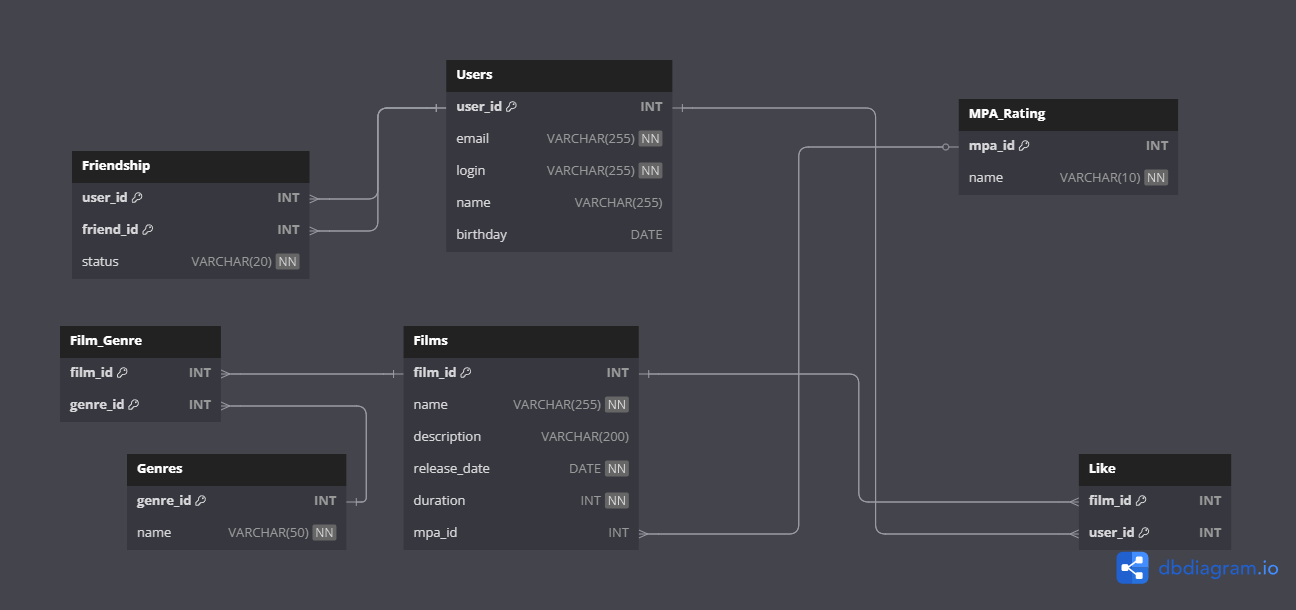 Users
user_id INT
email VARCHAR(255) NN
login VARCHAR(255) NN
name VARCHAR(255)
birthday DATE
MPA_Rating
mpa_id INT
name VARCHAR(10) NN
Friendship
user_id INT
friend_id INT
status VARCHAR(20) NN
Film_Genre
film_id INT
genre_id INT
Films
film_id INT
name VARCHAR(255) NN
description VARCHAR(200)
release_date DATE NN
duration INT NN
mpa_id INT
Genres
genre_id INT
name VARCHAR(50) NN
Like
film_id INT
user_id INT
dbdiagram.io